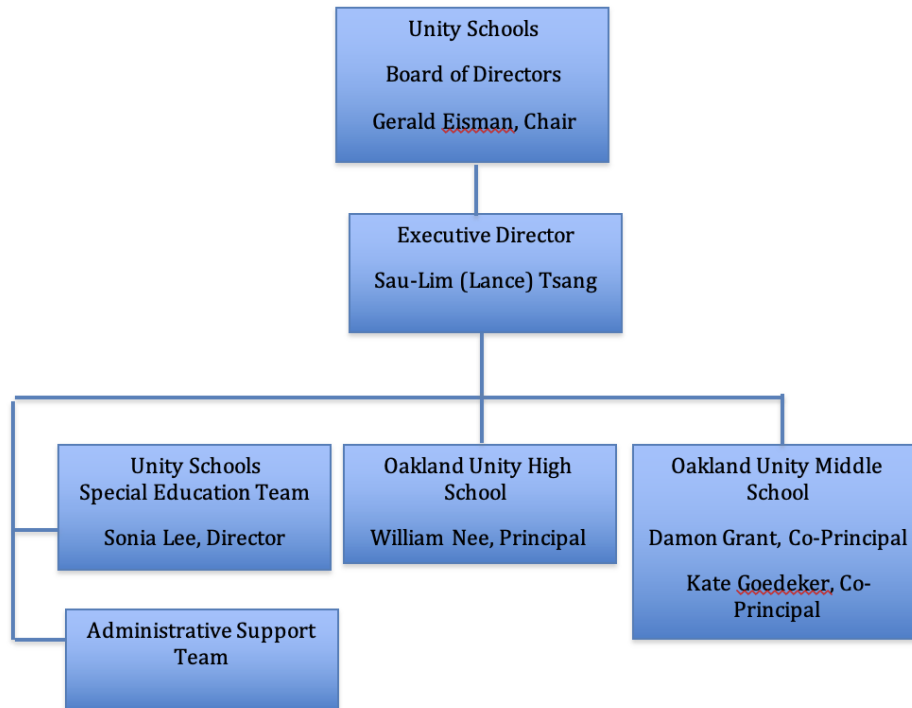 Unity Schools
Board of Directors
Gerald Eisman, Chair
Executive Director
Sau-Lim (Lance) Tsang
Unity Schools
Special Education Team
Sonia Lee, Director
Oakland Unity High
School
William Nee, Principal
Oakland Unity Middle
School
Damon Grant, Co-Principal
Kate Goedeker, Co-
Principal
Administrative Support
Team